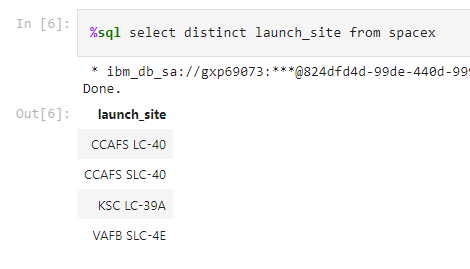 In [6]: %sql select distinct launch_site from spacex
* ibm_db_sa://gxp69073:***@824dfd4d-99de-440d-999
Done.
Out[6]: launch_site
CCAFS LC-40
CCAFS SLC-40
KSC LC-39A
VAFB SLC-4E